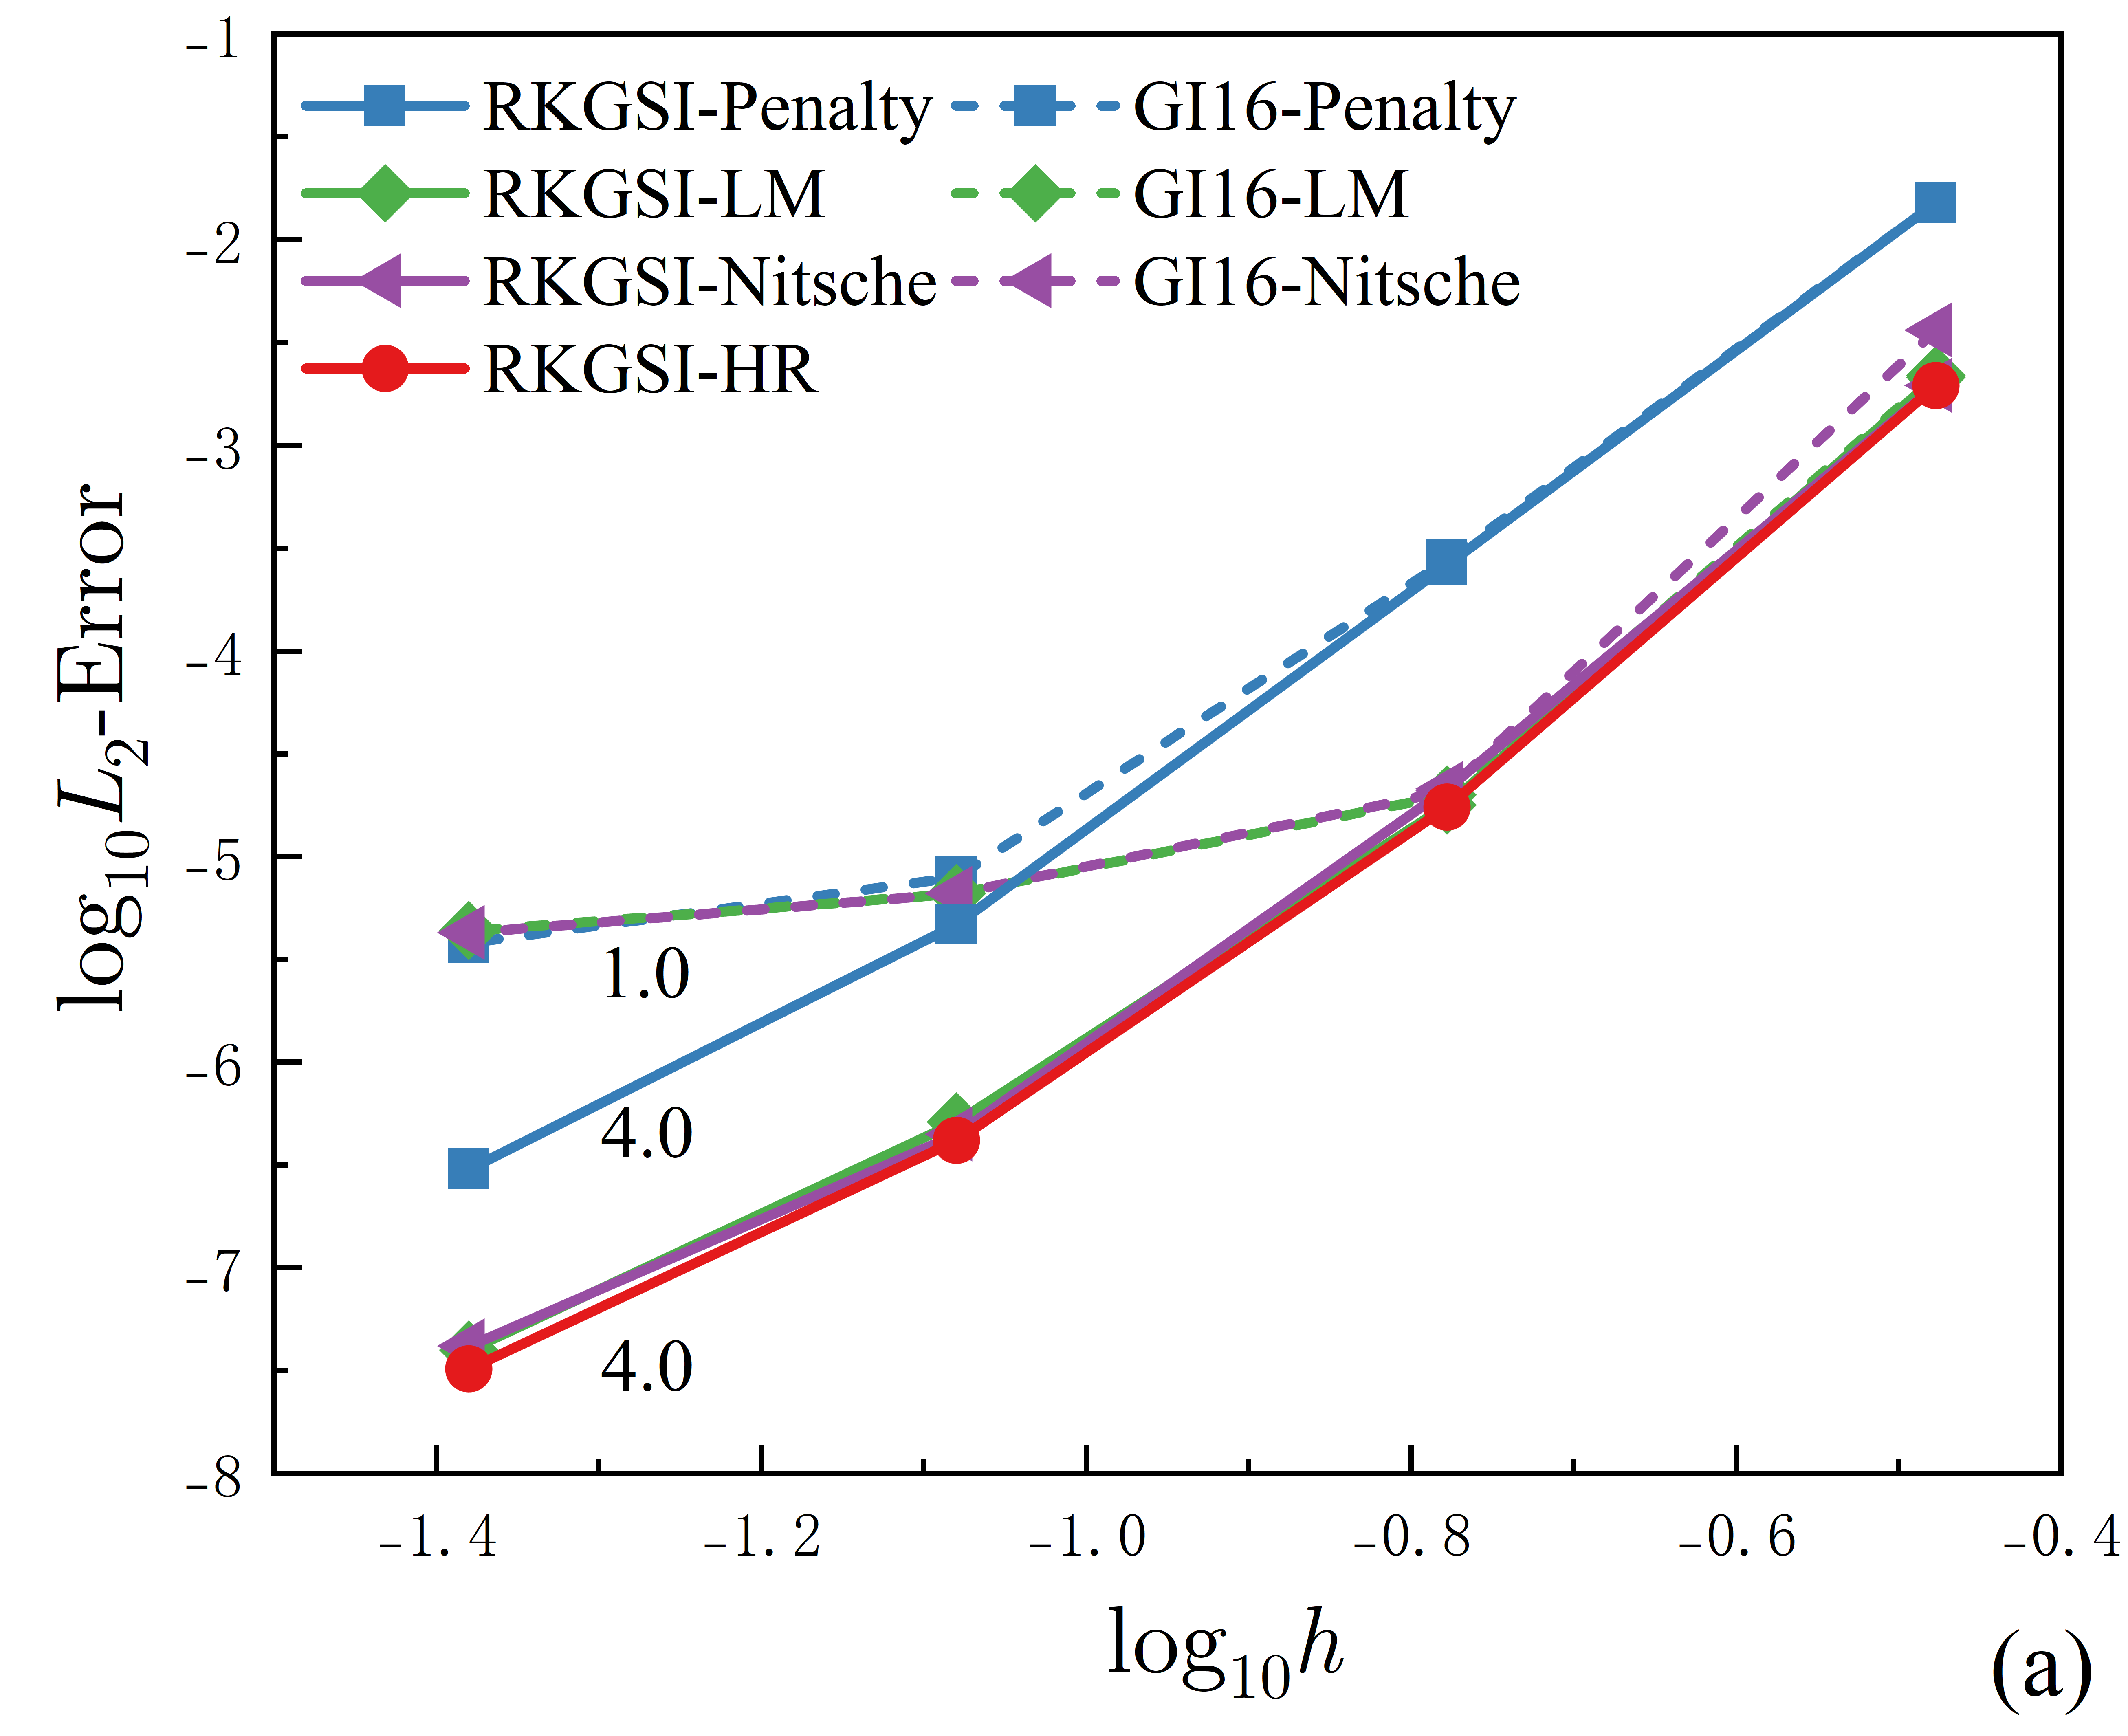 -1
RKGSI-Penalty GI16-Penalty
RKGSI-LM GI16-LM
-2
RKGSI-Nitsche GI16-Nitsche
RKGSI-HR
-3
-4
-5
1.0
-6
4.0
-7
4.0
-8
log₁₀L₂-Error
-1.4 -1.2 -1.0 -0.8 -0.6 -0.4
log₁₀h
(a)